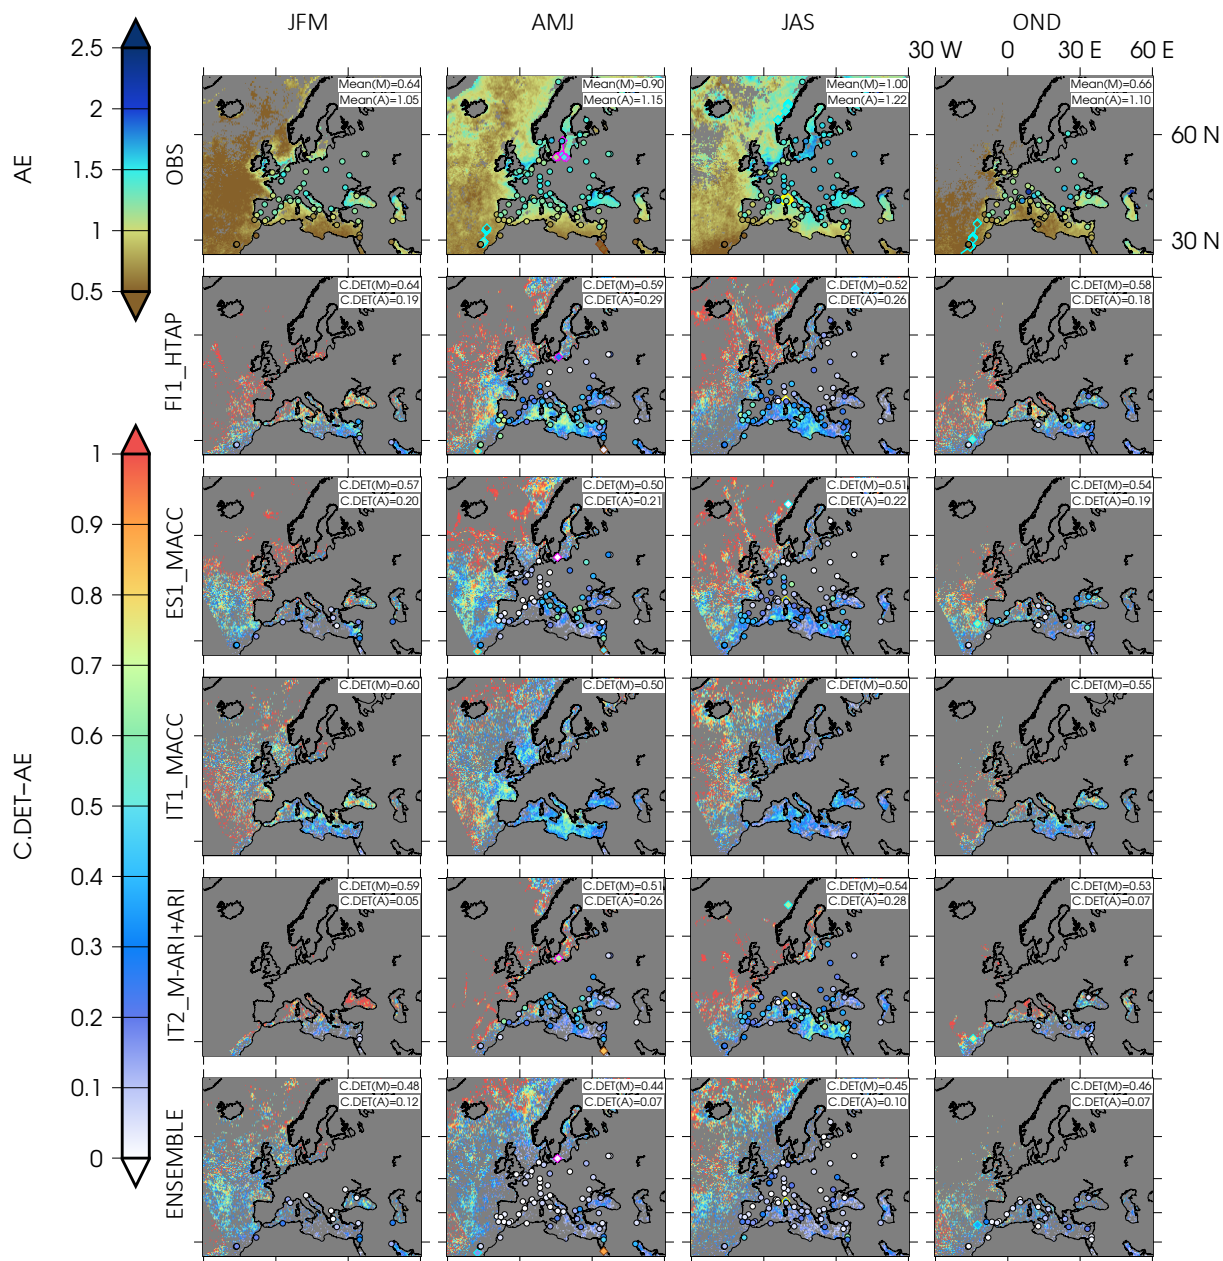 JFM AMJ JAS OND
30 W 0 30 E 60 E
60 N
30 N
AE
2.5
2
1.5
1
0.5
C.DET–AE
1
0.9
0.8
0.7
0.6
0.5
0.4
0.3
0.2
0.1
0
OBS
Mean(M)=0.64
Mean(A)=1.05
Mean(M)=0.90
Mean(A)=1.15
Mean(M)=1.00
Mean(A)=1.22
Mean(M)=0.66
Mean(A)=1.10
FI1_HTAP
C.DET(M)=0.64
C.DET(A)=0.19
C.DET(M)=0.59
C.DET(A)=0.29
C.DET(M)=0.52
C.DET(A)=0.26
C.DET(M)=0.58
C.DET(A)=0.18
ES1_MACC
C.DET(M)=0.57
C.DET(A)=0.20
C.DET(M)=0.50
C.DET(A)=0.21
C.DET(M)=0.51
C.DET(A)=0.22
C.DET(M)=0.54
C.DET(A)=0.19
IT1_MACC
C.DET(M)=0.60
C.DET(M)=0.50
C.DET(M)=0.50
C.DET(M)=0.55
IT2_M-ARI+ARI
C.DET(M)=0.59
C.DET(A)=0.05
C.DET(M)=0.51
C.DET(A)=0.26
C.DET(M)=0.54
C.DET(A)=0.28
C.DET(M)=0.53
C.DET(A)=0.07
ENSEMBLE
C.DET(M)=0.48
C.DET(A)=0.12
C.DET(M)=0.44
C.DET(A)=0.07
C.DET(M)=0.45
C.DET(A)=0.10
C.DET(M)=0.46
C.DET(A)=0.07